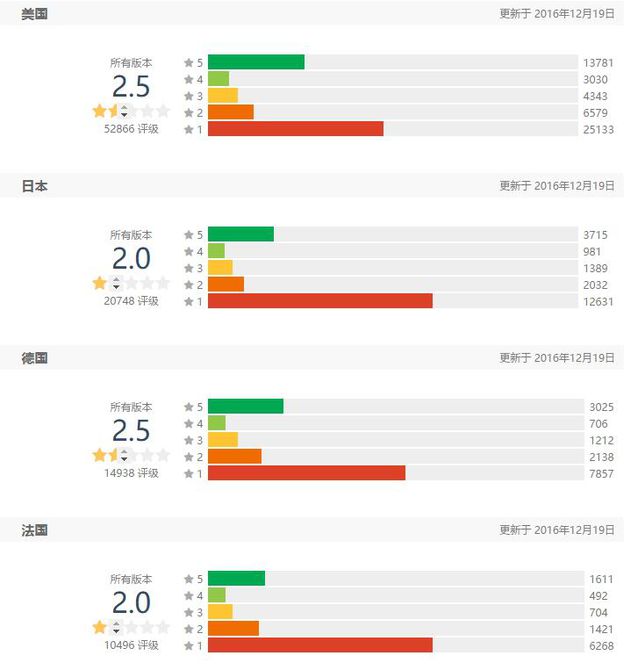 美国 更新于 2016年12月19日
所有版本
2.5
52866 评级
★ 5 13781
★ 4 3030
★ 3 4343
★ 2 6579
★ 1 25133
日本 更新于 2016年12月19日
所有版本
2.0
20748 评级
★ 5 3715
★ 4 981
★ 3 1389
★ 2 2032
★ 1 12631
德国 更新于 2016年12月19日
所有版本
2.5
14938 评级
★ 5 3025
★ 4 706
★ 3 1212
★ 2 2138
★ 1 7857
法国 更新于 2016年12月19日
所有版本
2.0
10496 评级
★ 5 1611
★ 4 492
★ 3 704
★ 2 1421
★ 1 6268